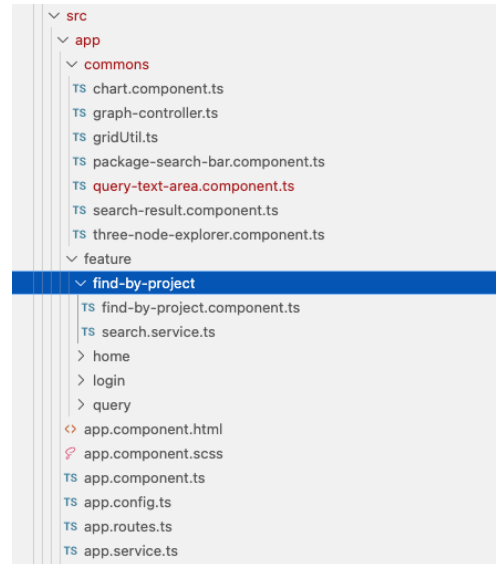 src
app
commons
TS chart.component.ts
TS graph-controller.ts
TS gridUtil.ts
TS package-search-bar.component.ts
TS query-text-area.component.ts
TS search-result.component.ts
TS three-node-explorer.component.ts
feature
find-by-project
TS find-by-project.component.ts
TS search.service.ts
home
login
query
<> app.component.html
app.component.scss
TS app.component.ts
TS app.config.ts
TS app.routes.ts
TS app.service.ts